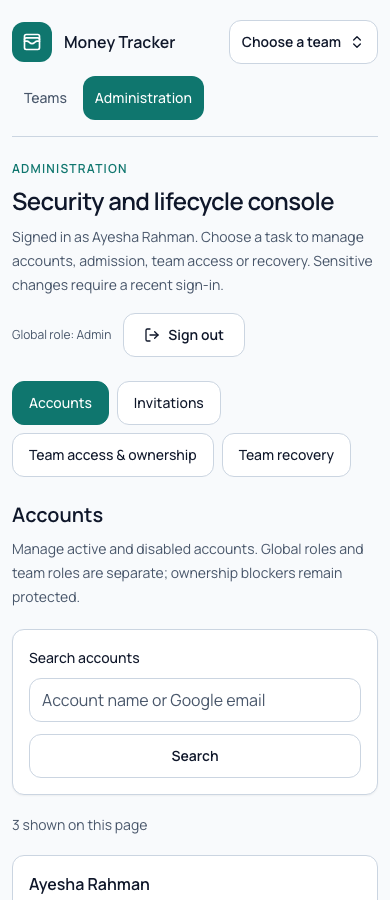 Money Tracker
Choose a team
Teams
Administration
ADMINISTRATION
Security and lifecycle console
Signed in as Ayesha Rahman. Choose a task to manage
accounts, admission, team access or recovery. Sensitive
changes require a recent sign-in.
Global role: Admin
Sign out
Accounts
Invitations
Team access & ownership
Team recovery
Accounts
Manage active and disabled accounts. Global roles and
team roles are separate; ownership blockers remain
protected.
Search accounts
Account name or Google email
Search
3 shown on this page
Ayesha Rahman